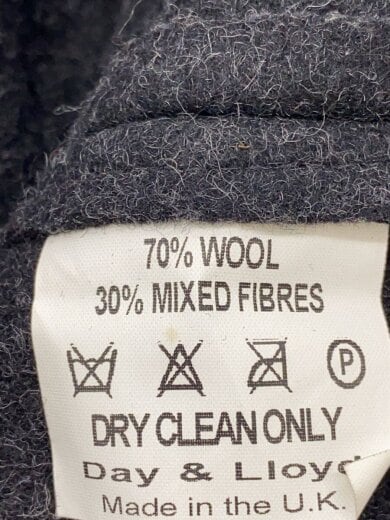 70% WOOL
30% MIXED FIBRES
P
DRY CLEAN ONLY
Day & Lloyd
Made in the U.K.